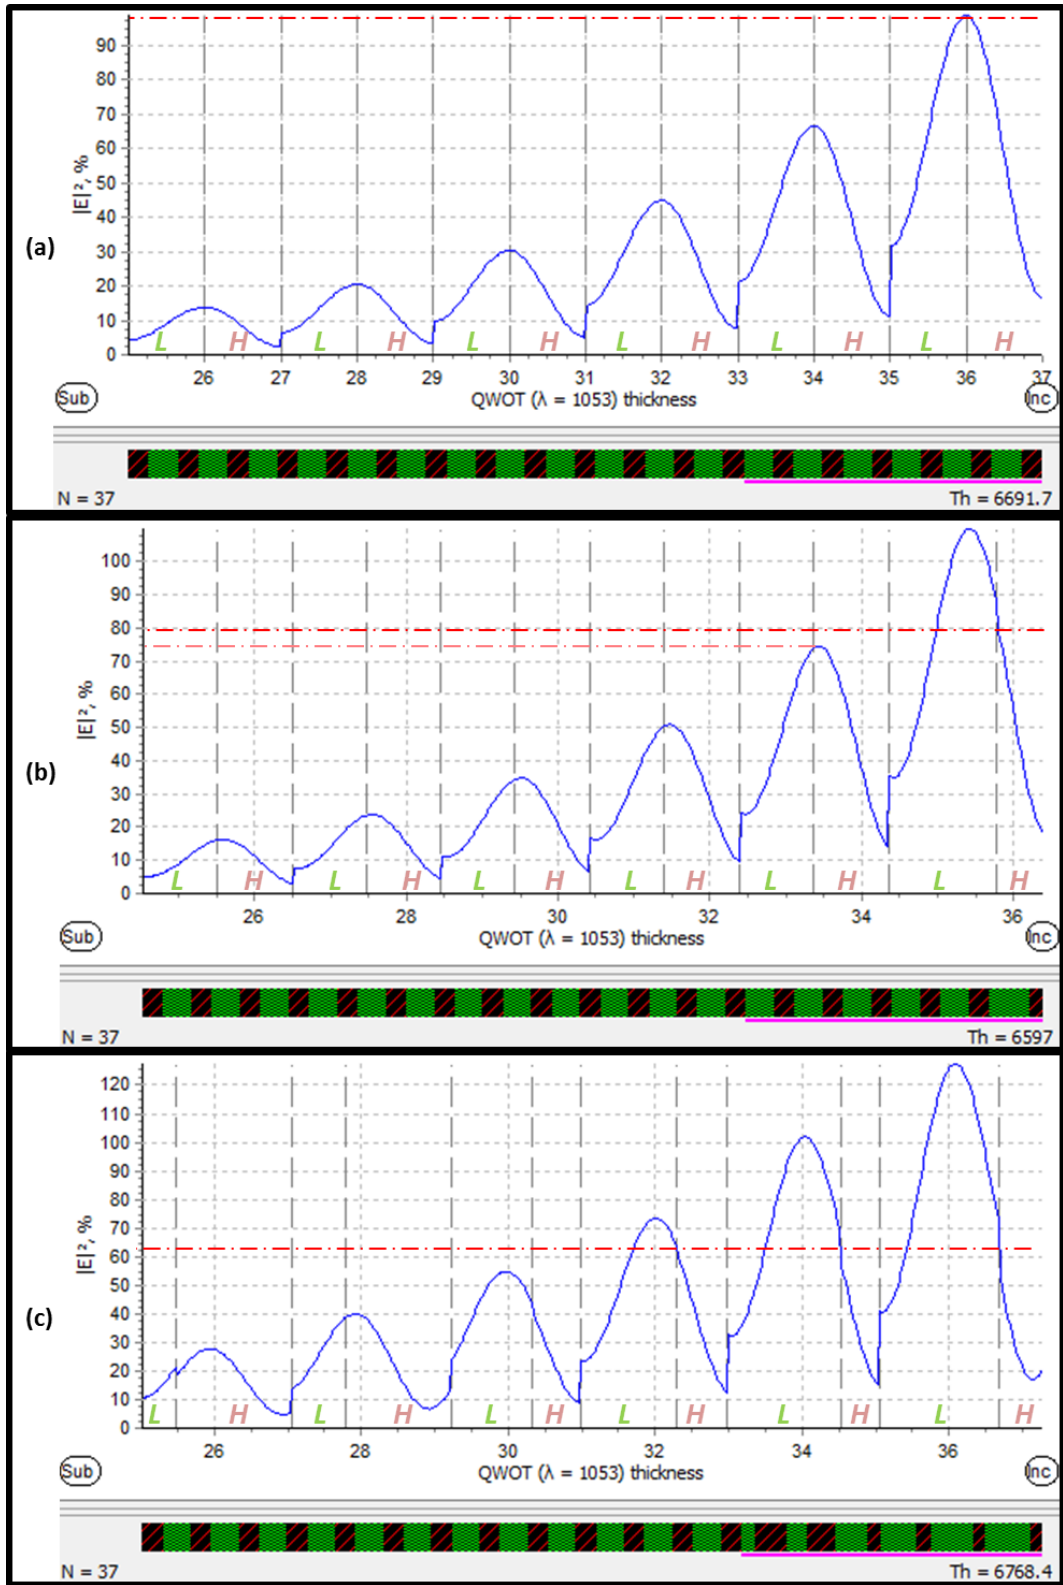 (a)
|E|², %
90
80
70
60
50
40
30
20
10
0
L H L H L H L H L H L H
26 27 28 29 30 31 32 33 34 35 36 37
Sub QWOT (λ = 1053) thickness Inc
N = 37 Th = 6691.7
(b)
|E|², %
100
90
80
70
60
50
40
30
20
10
0
L H L H L H L H L H L H
26 28 30 32 34 36
Sub QWOT (λ = 1053) thickness Inc
N = 37 Th = 6597
(c)
|E|², %
120
110
100
90
80
70
60
50
40
30
20
10
0
L H L H L H L H L H L H
26 28 30 32 34 36
Sub QWOT (λ = 1053) thickness Inc
N = 37 Th = 6768.4